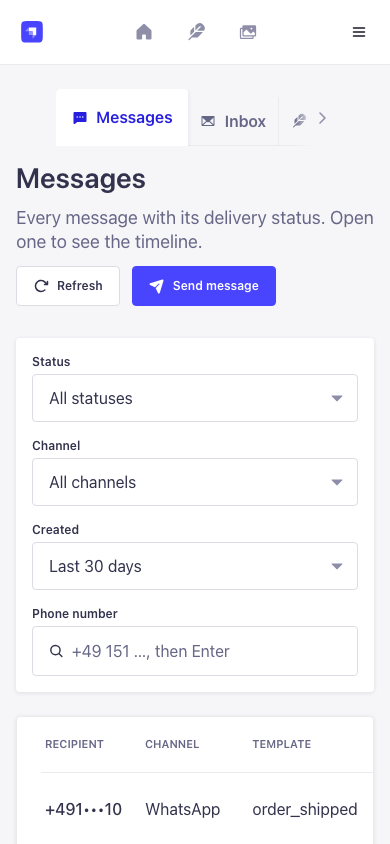 Messages
Inbox
Messages
Every message with its delivery status. Open
one to see the timeline.
Refresh
Send message
Status
All statuses
Channel
All channels
Created
Last 30 days
Phone number
+49 151 ..., then Enter
RECIPIENT CHANNEL TEMPLATE
+491•••10 WhatsApp order_shipped